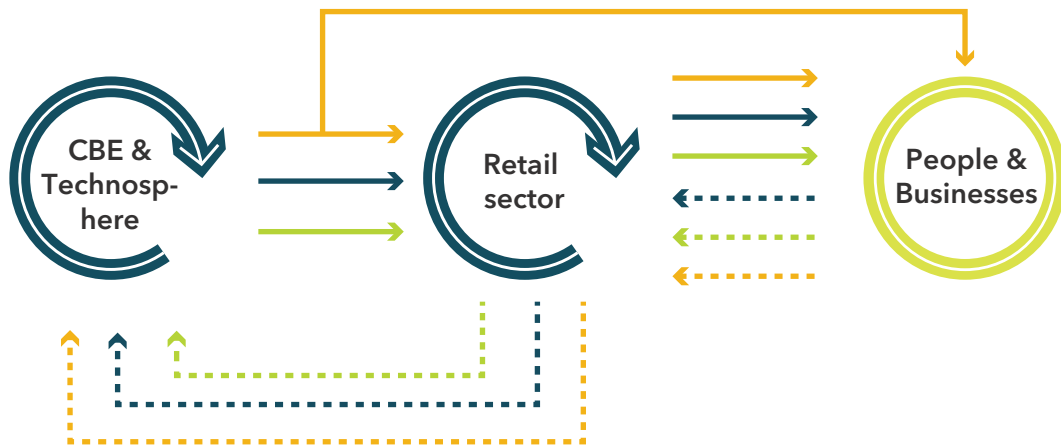 CBE &
Technosp-
here
Retail
sector
People &
Businesses